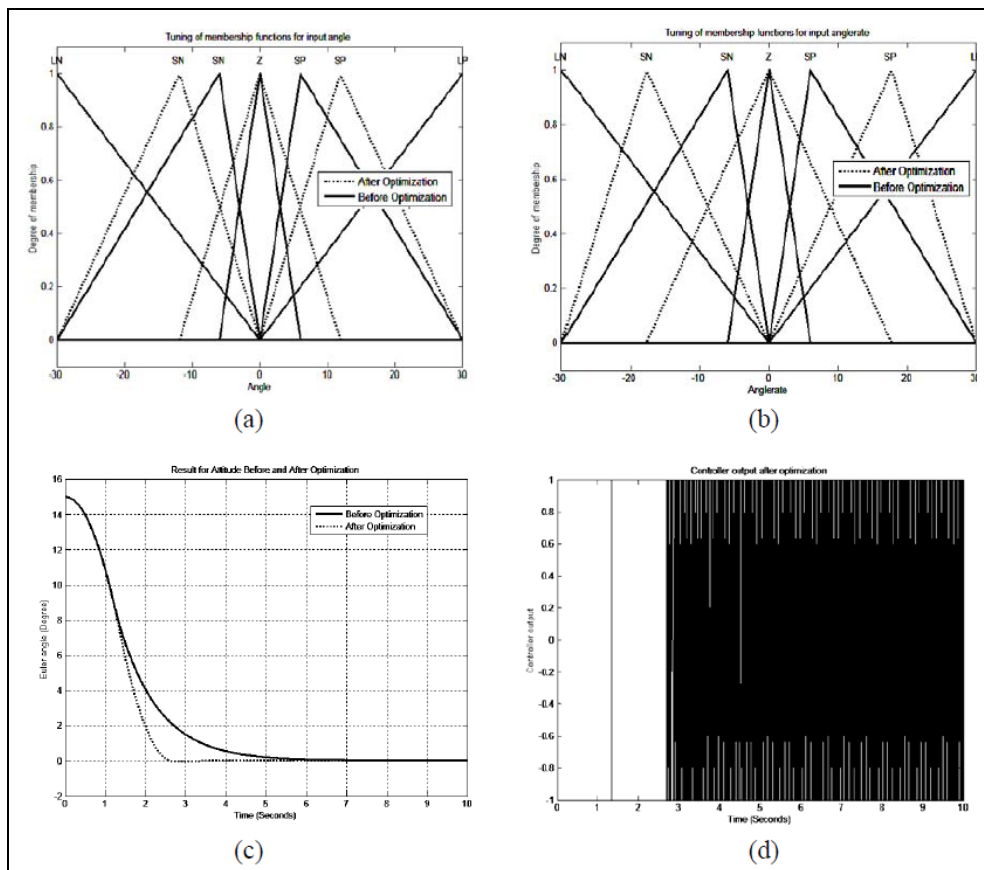 Tuning of membership functions for input angle
LN SN SN Z SP SP LP
1
0.8
0.6
0.4
0.2
0
Degree of membership
After Optimization
Before Optimization
-30 -20 -10 0 10 20 30
Angle
(a)
Tuning of membership functions for input anglerate
LN SN SN Z SP SP L
1
0.8
0.6
0.4
0.2
0
Degree of membership
After Optimization
Before Optimization
-30 -20 -10 0 10 20 30
Anglerate
(b)
Result for Attitude Before and After Optimization
16
14
12
10
8
6
4
2
0
-2
Euler angle (Degree)
Before Optimization
After Optimization
0 1 2 3 4 5 6 7 8 9 10
Time (Seconds)
(c)
Controller output after optimization
1
0.8
0.6
0.4
0.2
0
-0.2
-0.4
-0.6
-0.8
-1
Controller output
0 1 2 3 4 5 6 7 8 9 10
Time (Seconds)
(d)